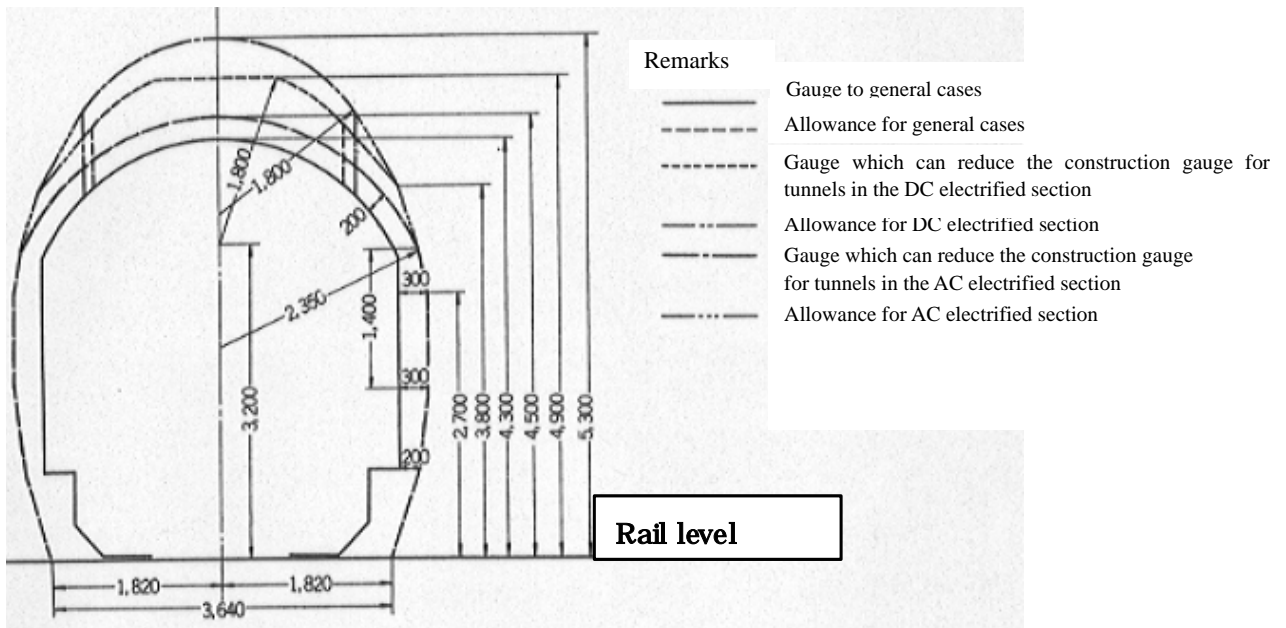 Remarks
Gauge to general cases
Allowance for general cases
Gauge which can reduce the construction gauge for
tunnels in the DC electrified section
Allowance for DC electrified section
Gauge which can reduce the construction gauge
for tunnels in the AC electrified section
Allowance for AC electrified section
1,800
1,800
200
300
2,350
1,400
300
3,200
2,700
3,800
4,300
4,500
4,900
5,300
200
Rail level
1,820
1,820
3,640